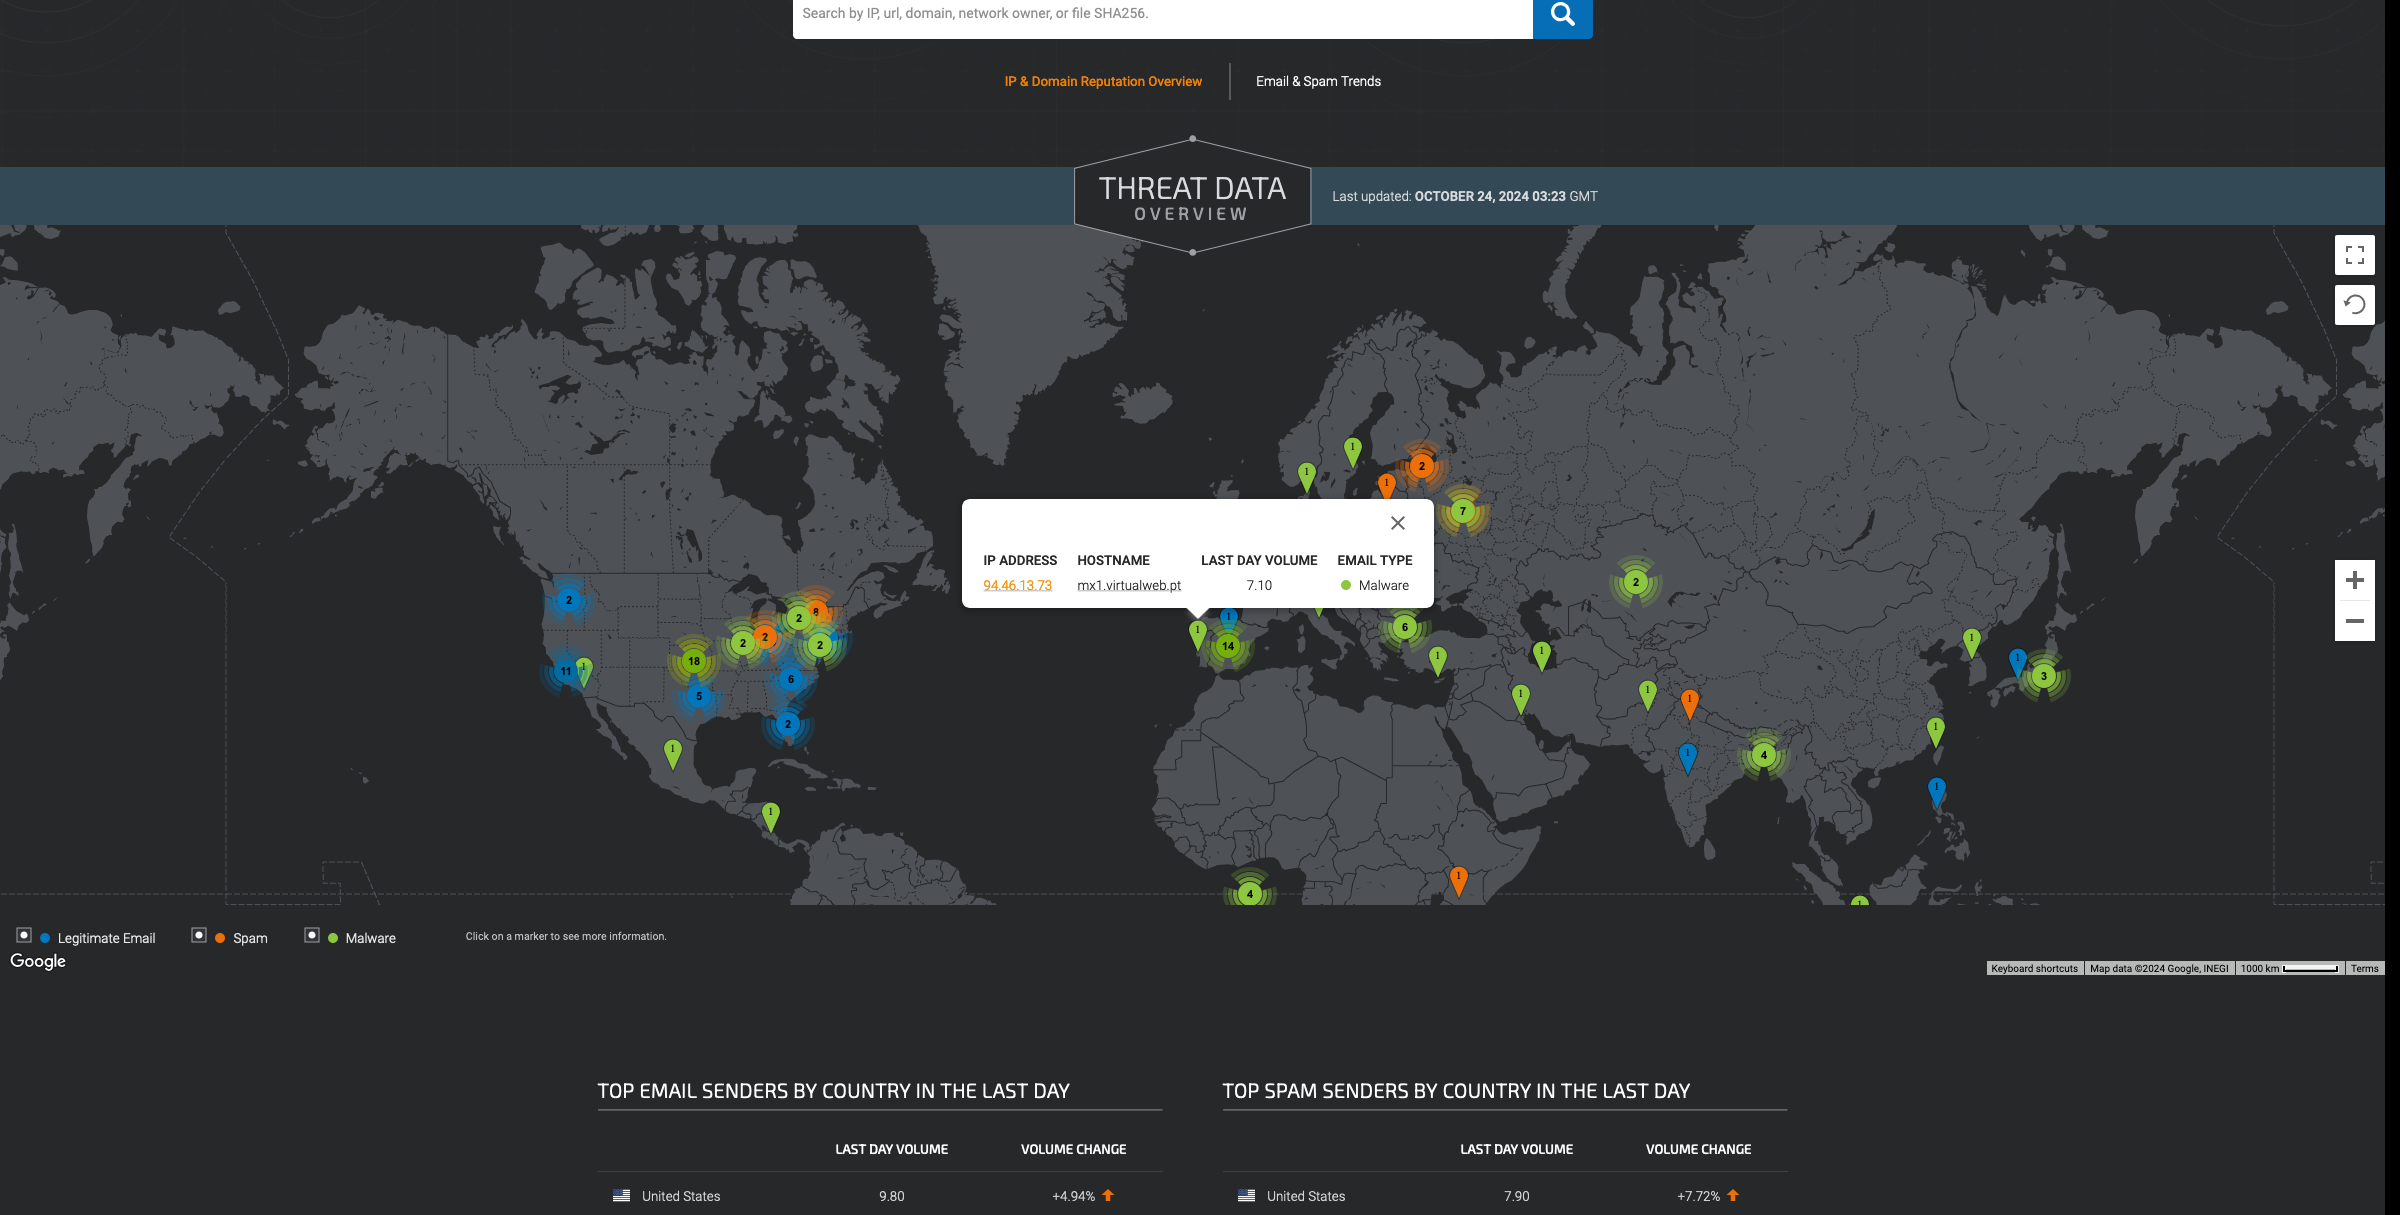 Search by IP, url, domain, network owner, or file SHA256.
IP & Domain Reputation Overview
Email & Spam Trends
THREAT DATA
OVERVIEW
Last updated: OCTOBER 24, 2024 03:23 GMT
1
1
2
1
7
IP ADDRESS HOSTNAME LAST DAY VOLUME EMAIL TYPE
94.46.13.73 mx1.virtualweb.pt 7.10 Malware
2
2
8
2
1
1
6
2
2
2
14
1
1
1
18
11
1
1
3
6
5
1
1
1
2
1
1
4
1
1
1
1
4
1
Legitimate Email
Spam
Malware
Click on a marker to see more information.
Google
Keyboard shortcuts
Map data ©2024 Google, INEGI
1000 km
Terms
TOP EMAIL SENDERS BY COUNTRY IN THE LAST DAY
LAST DAY VOLUME VOLUME CHANGE
United States 9.80 +4.94%
TOP SPAM SENDERS BY COUNTRY IN THE LAST DAY
LAST DAY VOLUME VOLUME CHANGE
United States 7.90 +7.72%